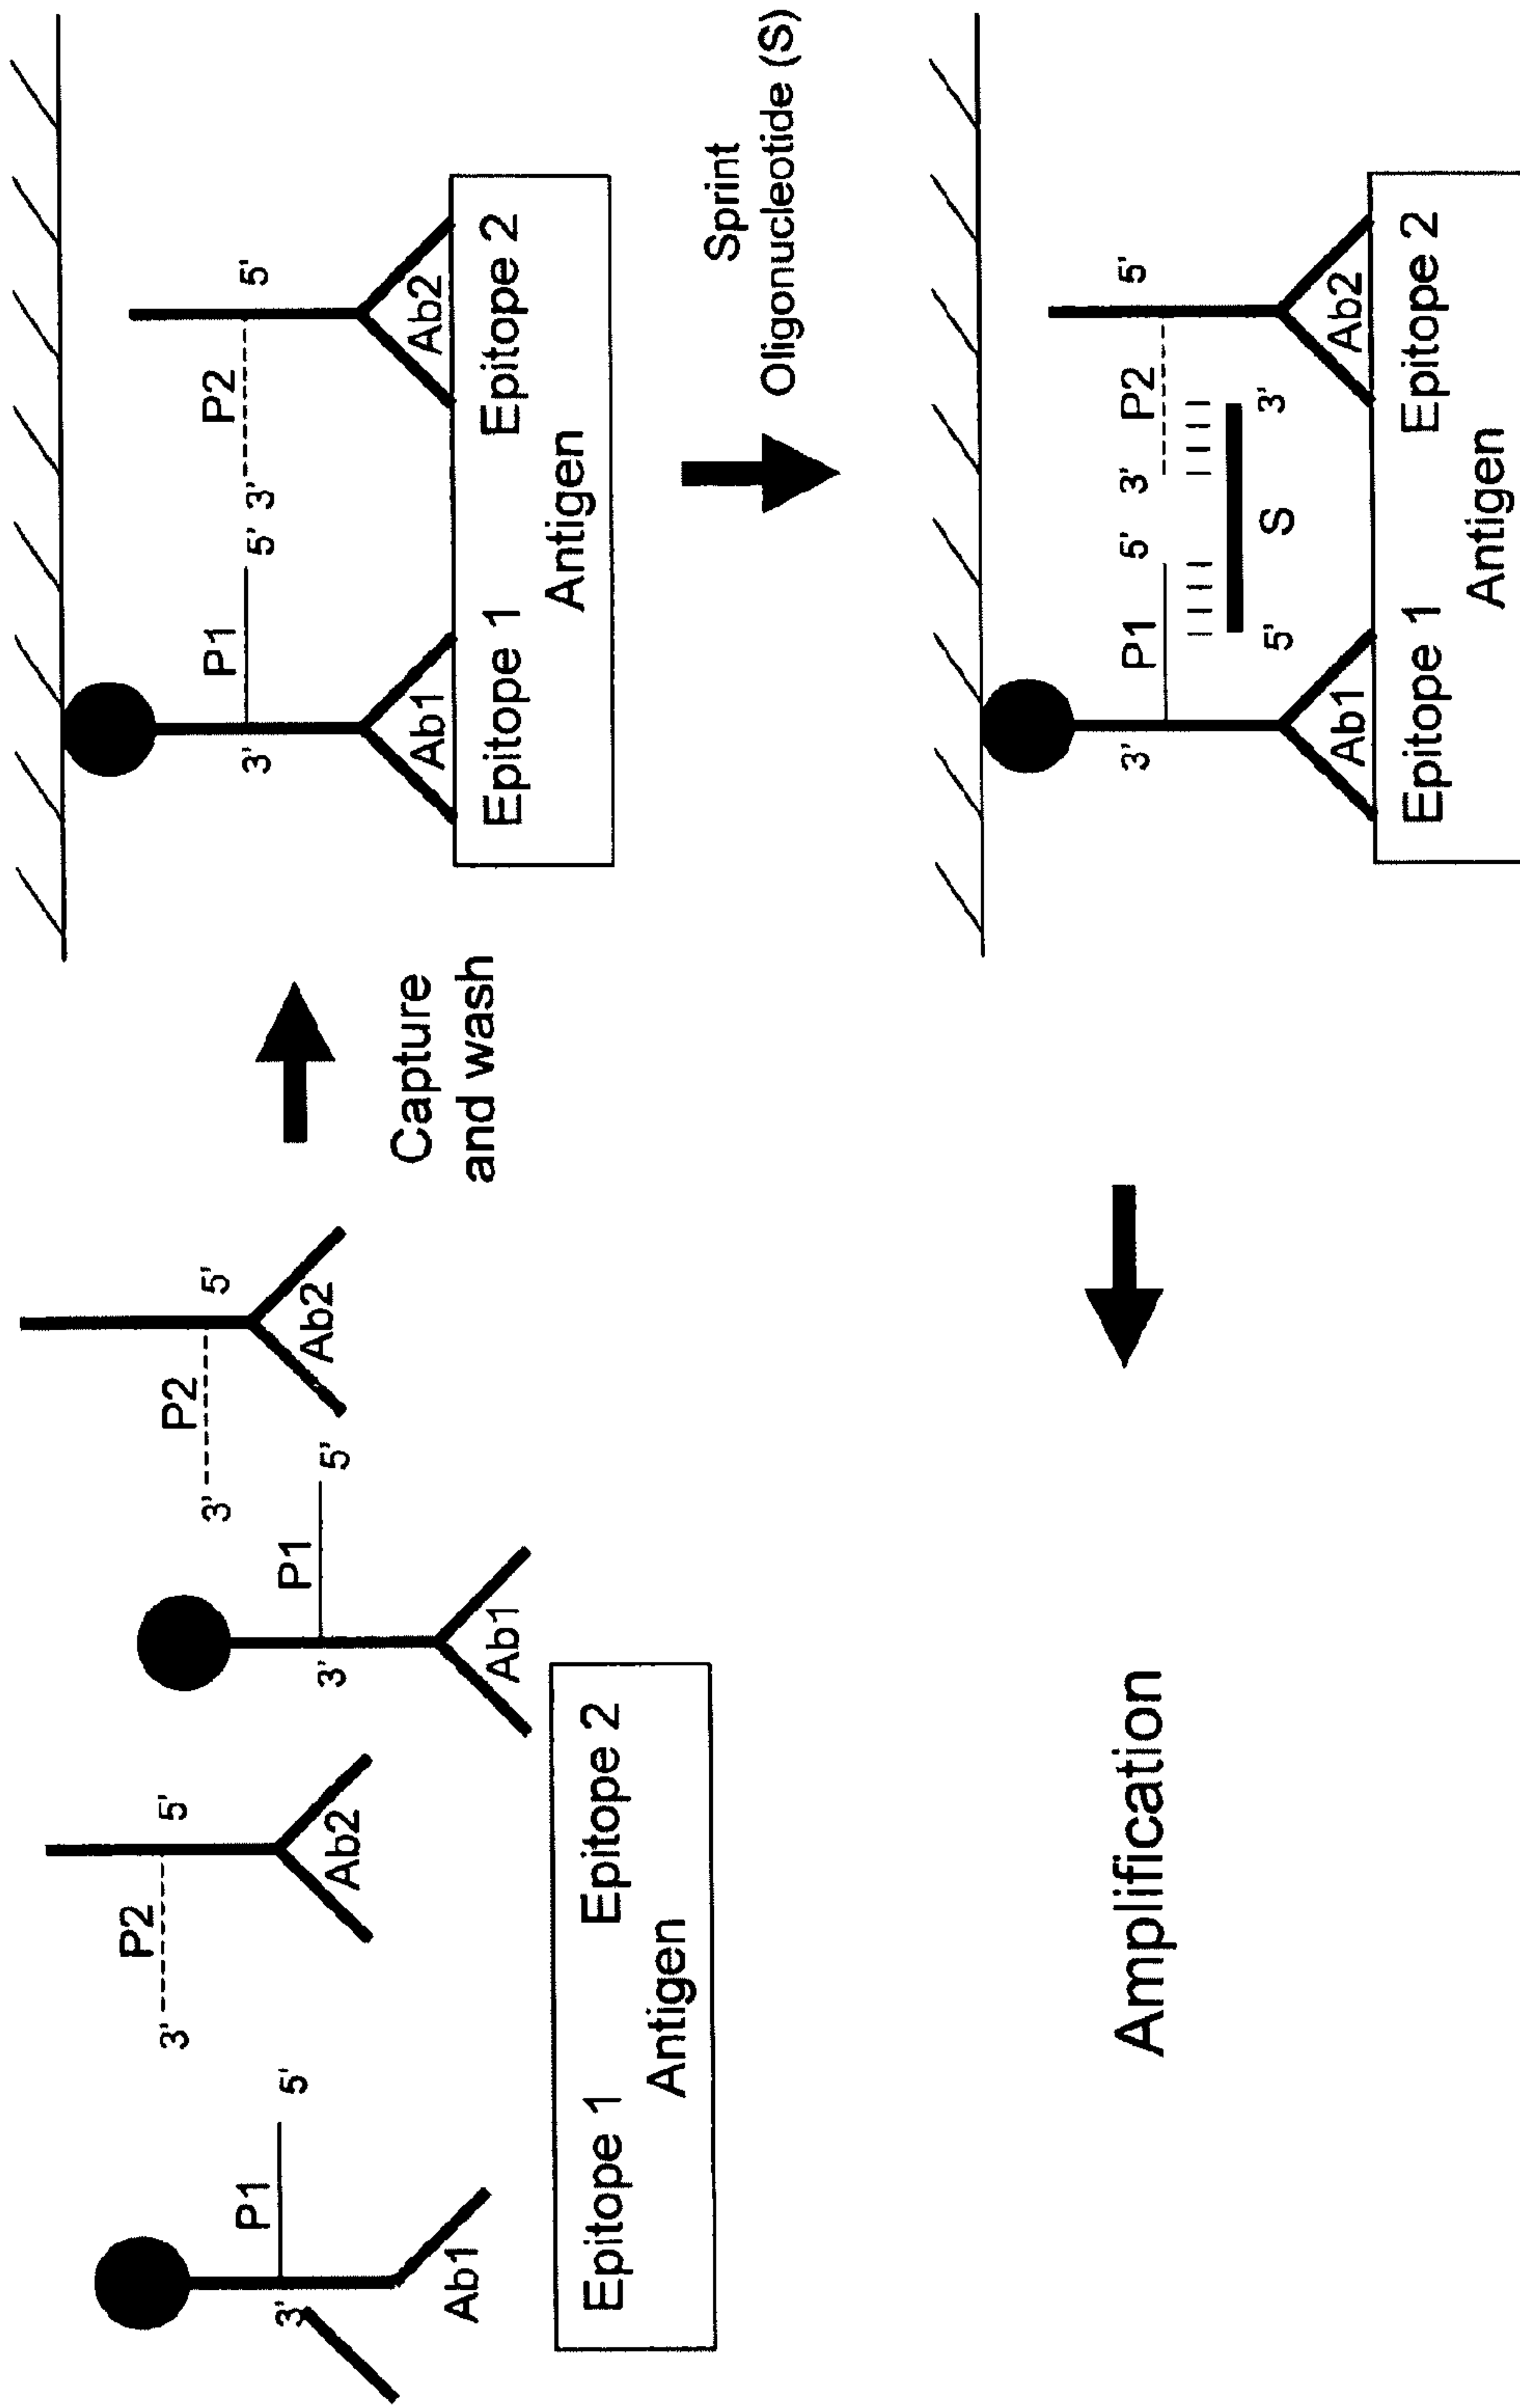 P2
3'
5'
Ab2
P2
3'
5'
Ab2
P1
3'
5'
Ab1
P1
3'
5'
Ab1
Epitope 1
Epitope 2
Antigen
Capture
and wash
P1
P2
3'
5'
3'
5'
Ab1
Ab2
Epitope 1
Epitope 2
Antigen
Sprint
Oligonucleotide (S)
3'
P1
5'
3'
P2
5'
5'
S
3'
Ab1
Ab2
Epitope 1
Epitope 2
Antigen
Amplification